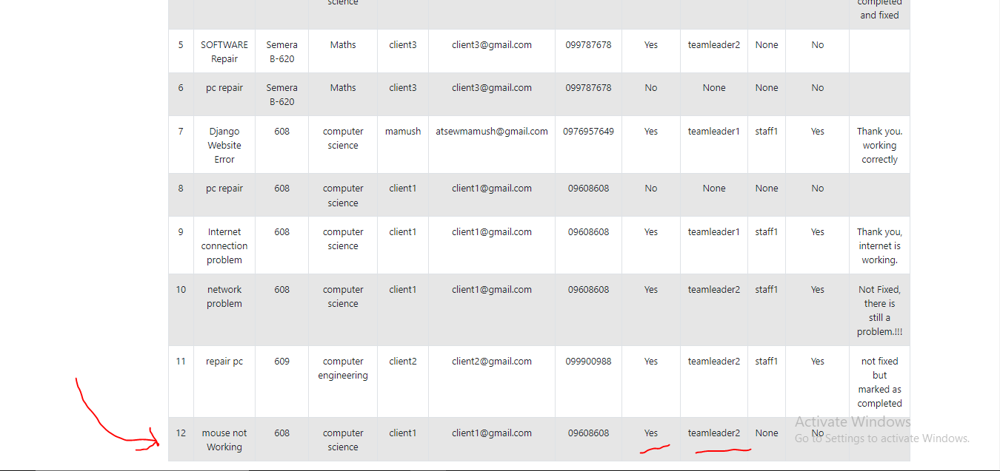 science
completed
and fixed
5 SOFTWARE Semera Maths client3 client3@gmail.com 099787678 Yes teamleader2 None No
Repair B-620
6 pc repair Semera Maths client3 client3@gmail.com 099787678 No None None No
B-620
7 Django 608 computer mamush atsewmamush@gmail.com 0976957649 Yes teamleader1 staff1 Yes Thank you.
Website science working
Error correctly
8 pc repair 608 computer client1 client1@gmail.com 09608608 No None None No
science
9 Internet 608 computer client1 client1@gmail.com 09608608 Yes teamleader1 staff1 Yes Thank you,
connection science internet is
problem working.
10 network 608 computer client1 client1@gmail.com 09608608 Yes teamleader2 staff1 Yes Not Fixed,
problem science there is
still a
problem.!!!
11 repair pc 609 computer client2 client2@gmail.com 099900988 Yes teamleader2 staff1 Yes not fixed
engineering but
marked as
completed
Activate Windows
12 mouse not 608 computer client1 client1@gmail.com 09608608 Yes teamleader2 None No
Go to Settings to activate Windows.
Working science